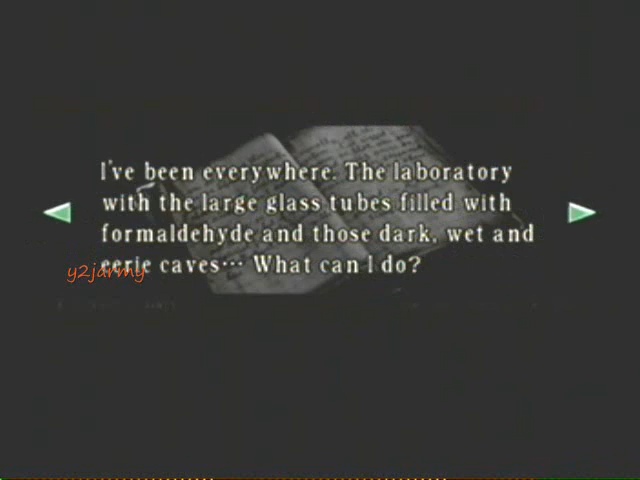 I've been everywhere. The laboratory
with the large glass tubes filled with
formaldehyde and those dark, wet and
eerie caves… What can I do?
y2jarmy